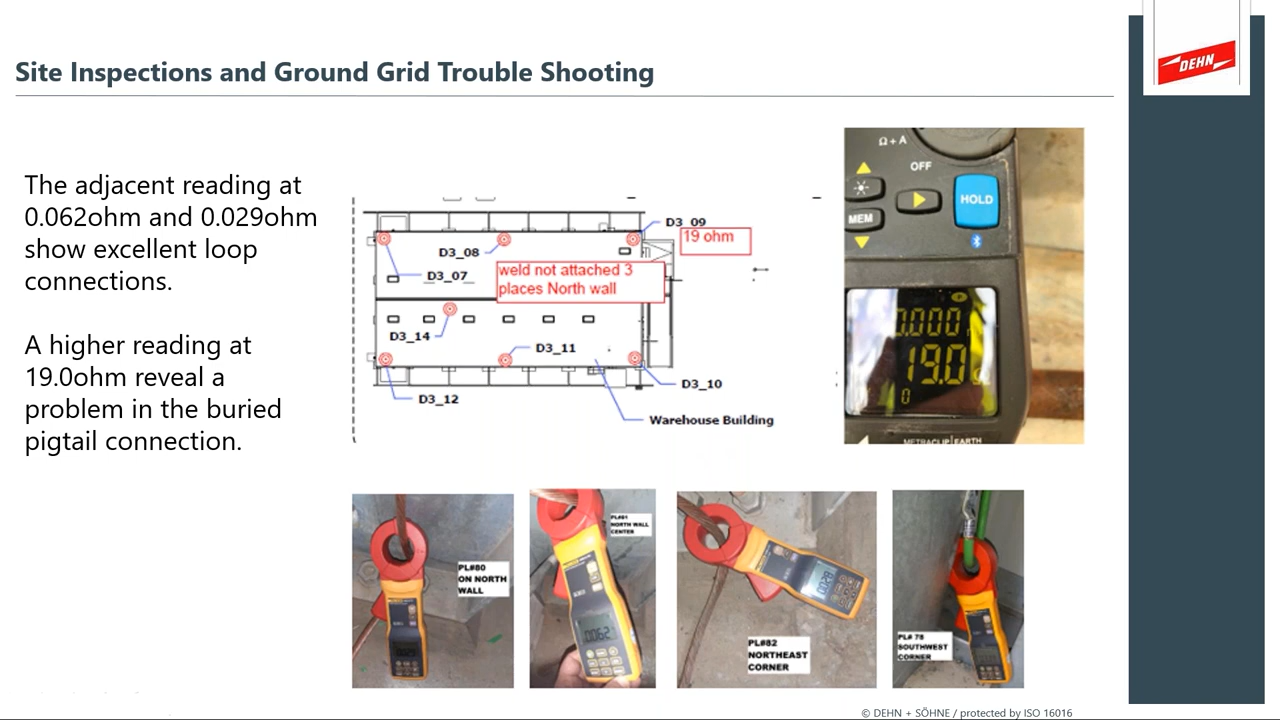 Site Inspections and Ground Grid Trouble Shooting
DEHN
The adjacent reading at
0.062ohm and 0.029ohm
show excellent loop
connections.
A higher reading at
19.0ohm reveal a
problem in the buried
pigtail connection.
D3_09
19 ohm
D3_08
weld not attached 3
places North wall
D3_07
D3_14
D3_11
D3_10
D3_12
Warehouse Building
Ω+A
OFF
HOLD
MEM
0.000
19.0
0
METRACLIP EARTH
PL#80
ON NORTH
WALL
PL#81
NORTH WALL
CENTER
0.062
PL#82
NORTHEAST
CORNER
PL# 78
SOUTHWEST
CORNER
© DEHN + SÖHNE / protected by ISO 16016